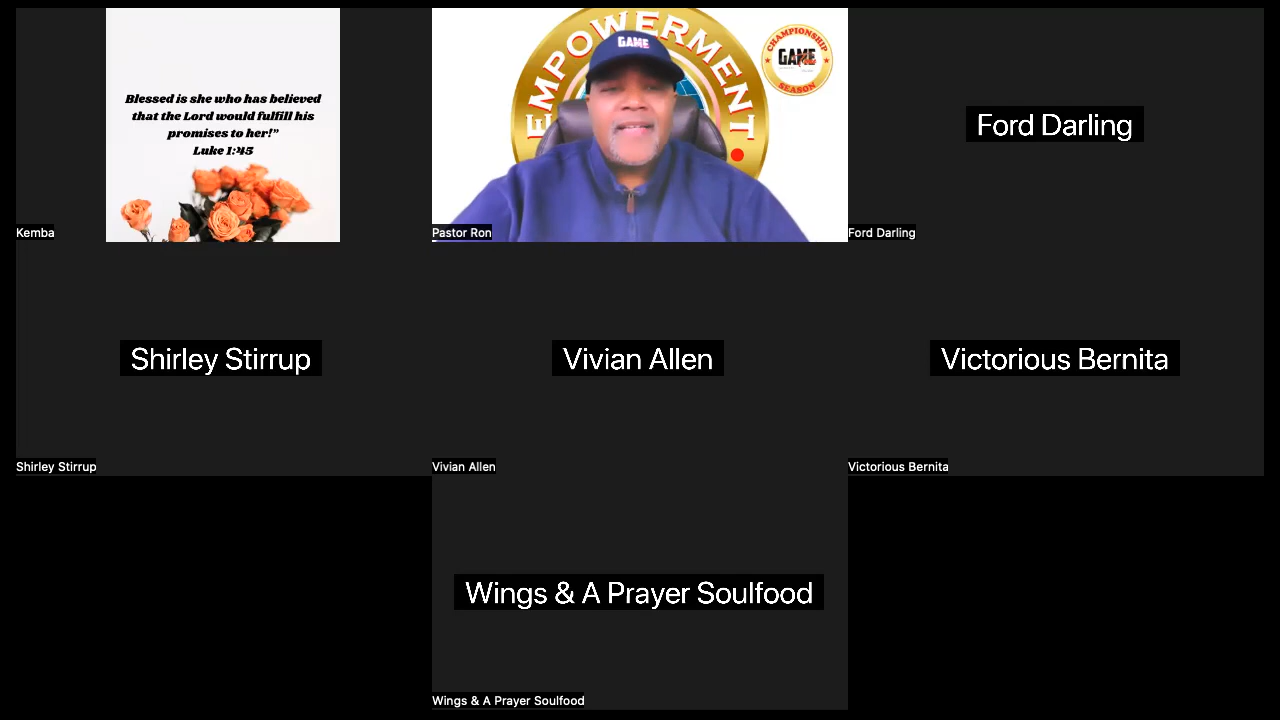 Blessed is she who has believed
that the Lord would fulfill his
promises to her!”
Luke 1:45
Kemba
EMPOWERMENT.
GAME
CHAMPIONSHIP
GAME
SEASON
Pastor Ron
Ford Darling
Ford Darling
Shirley Stirrup
Shirley Stirrup
Vivian Allen
Vivian Allen
Victorious Bernita
Victorious Bernita
Wings & A Prayer Soulfood
Wings & A Prayer Soulfood